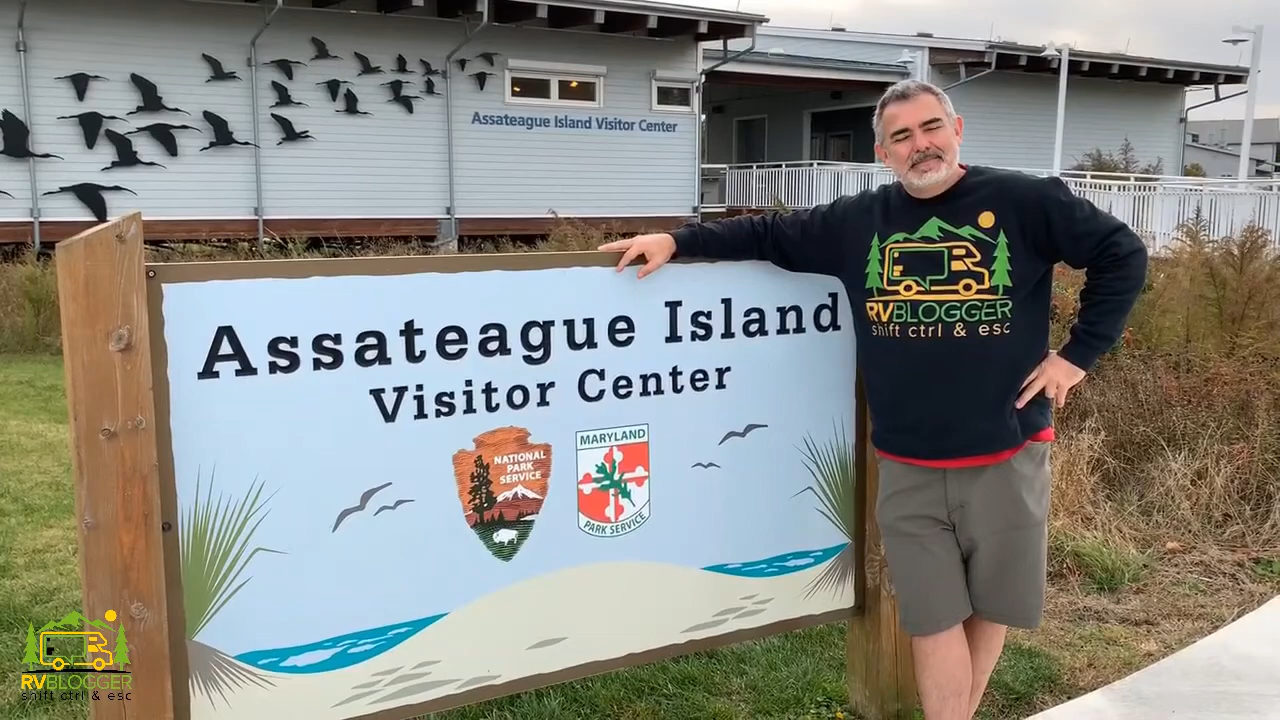 Assateague Island Visitor Center
Assateague Island
Visitor Center
NATIONAL
PARK
SERVICE
MARYLAND
PARK SERVICE
RVBLOGGER
shift ctrl & esc
RVBLOGGER
shift ctrl & esc